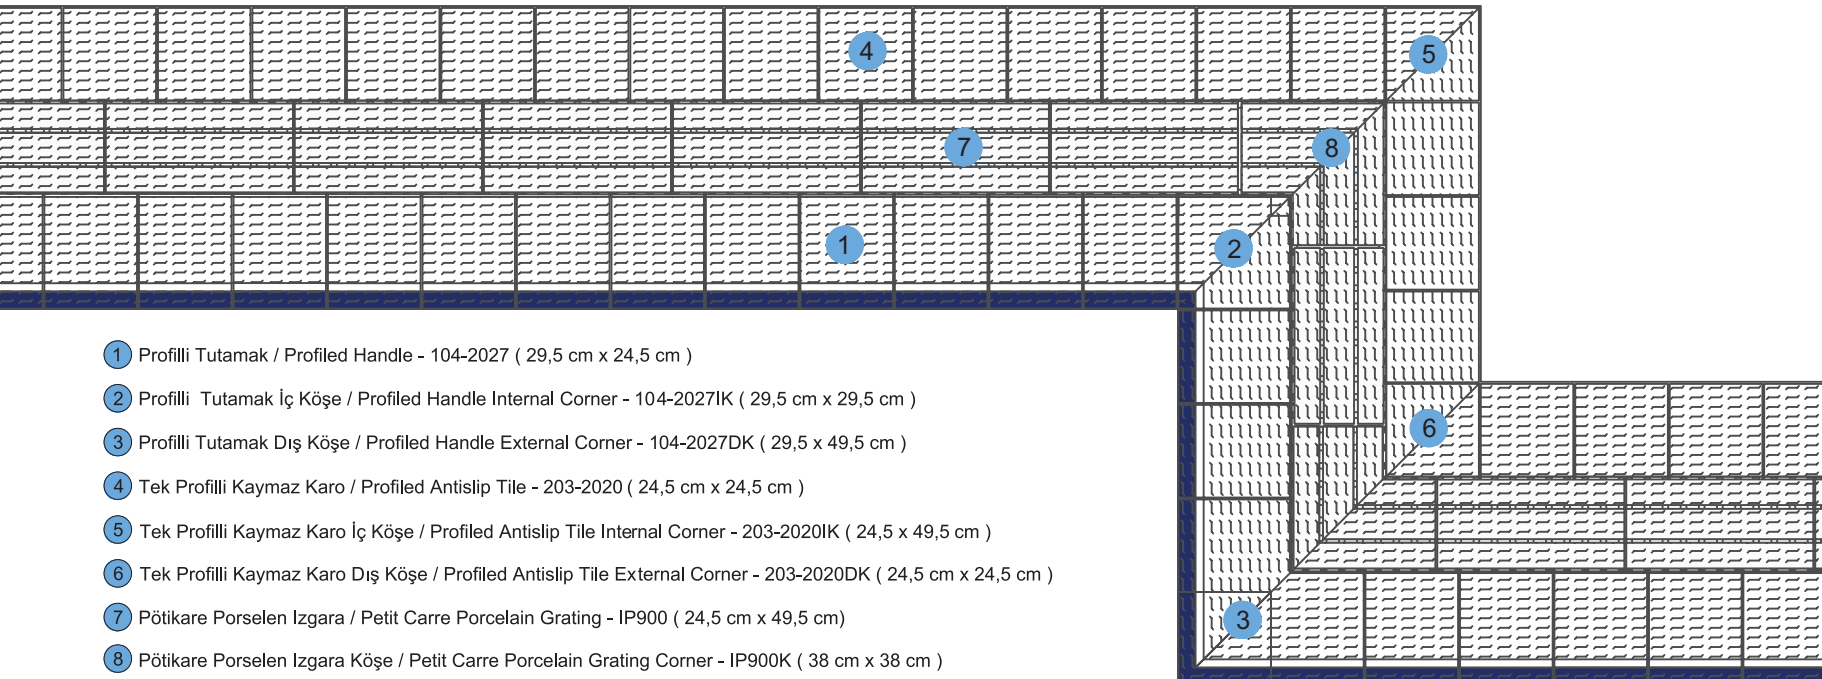 4
5
7
8
1
2
6
3
1 Profilli Tutamak / Profiled Handle - 104-2027 ( 29,5 cm x 24,5 cm )
2 Profilli  Tutamak İç Köşe / Profiled Handle Internal Corner - 104-2027IK ( 29,5 cm x 29,5 cm )
3 Profilli Tutamak Dış Köşe / Profiled Handle External Corner - 104-2027DK ( 29,5 x 49,5 cm )
4 Tek Profilli Kaymaz Karo / Profiled Antislip Tile - 203-2020 ( 24,5 cm x 24,5 cm )
5 Tek Profilli Kaymaz Karo İç Köşe / Profiled Antislip Tile Internal Corner - 203-2020IK ( 24,5 x 49,5 cm )
6 Tek Profilli Kaymaz Karo Dış Köşe / Profiled Antislip Tile External Corner - 203-2020DK ( 24,5 cm x 24,5 cm )
7 Pötikare Porselen Izgara / Petit Carre Porcelain Grating - IP900 ( 24,5 cm x 49,5 cm)
8 Pötikare Porselen Izgara Köşe / Petit Carre Porcelain Grating Corner - IP900K ( 38 cm x 38 cm )